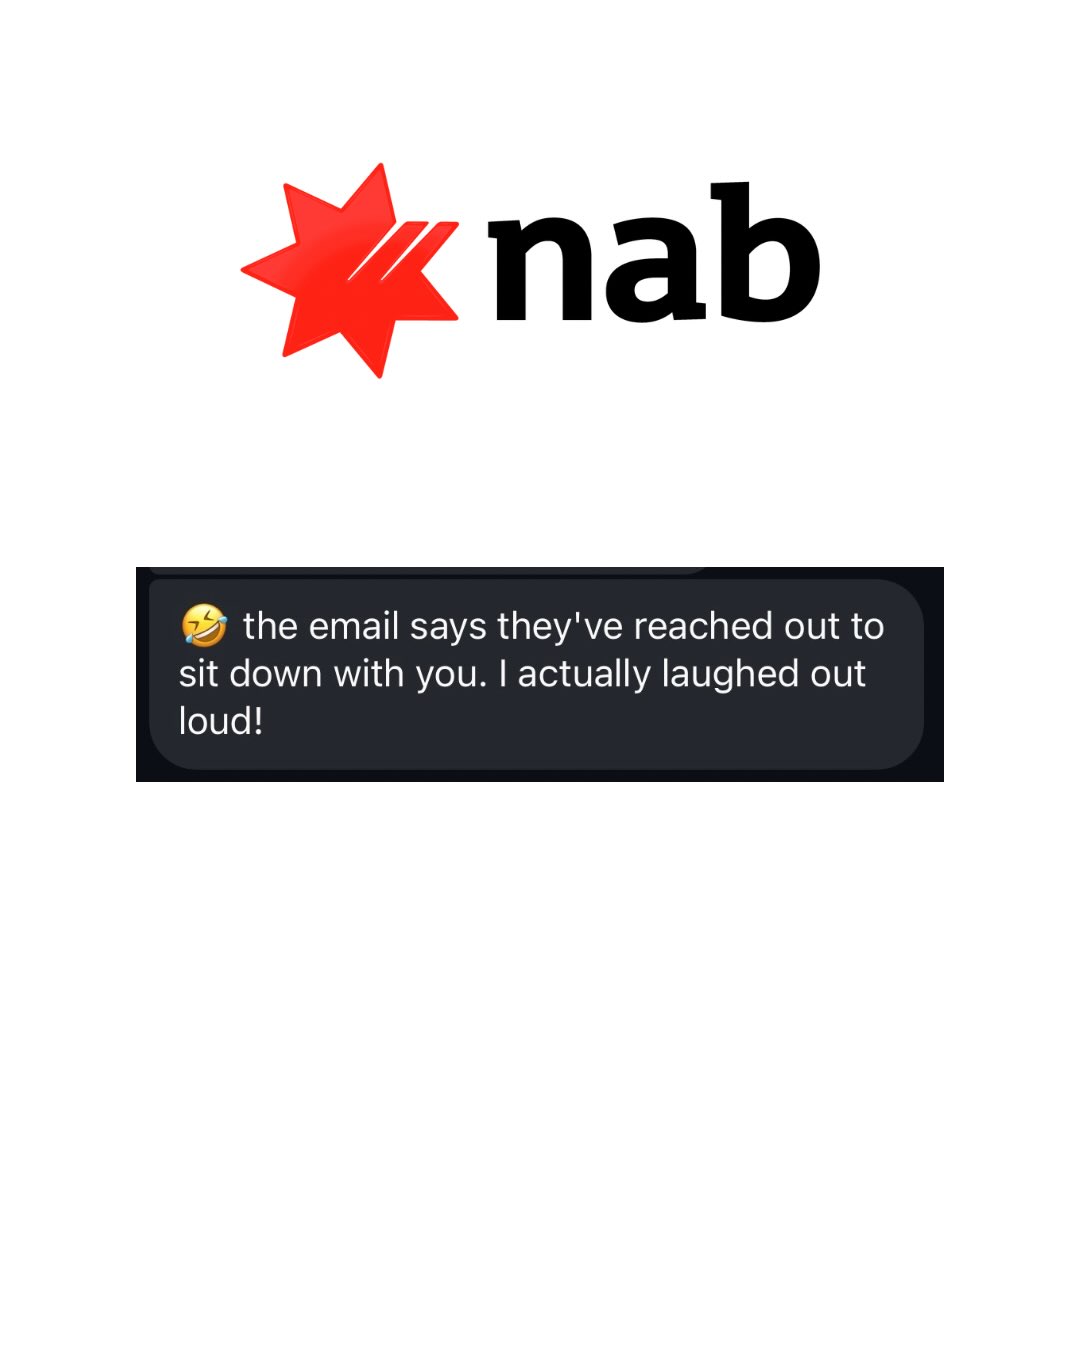 nab
🤣 the email says they've reached out to
sit down with you. I actually laughed out
loud!